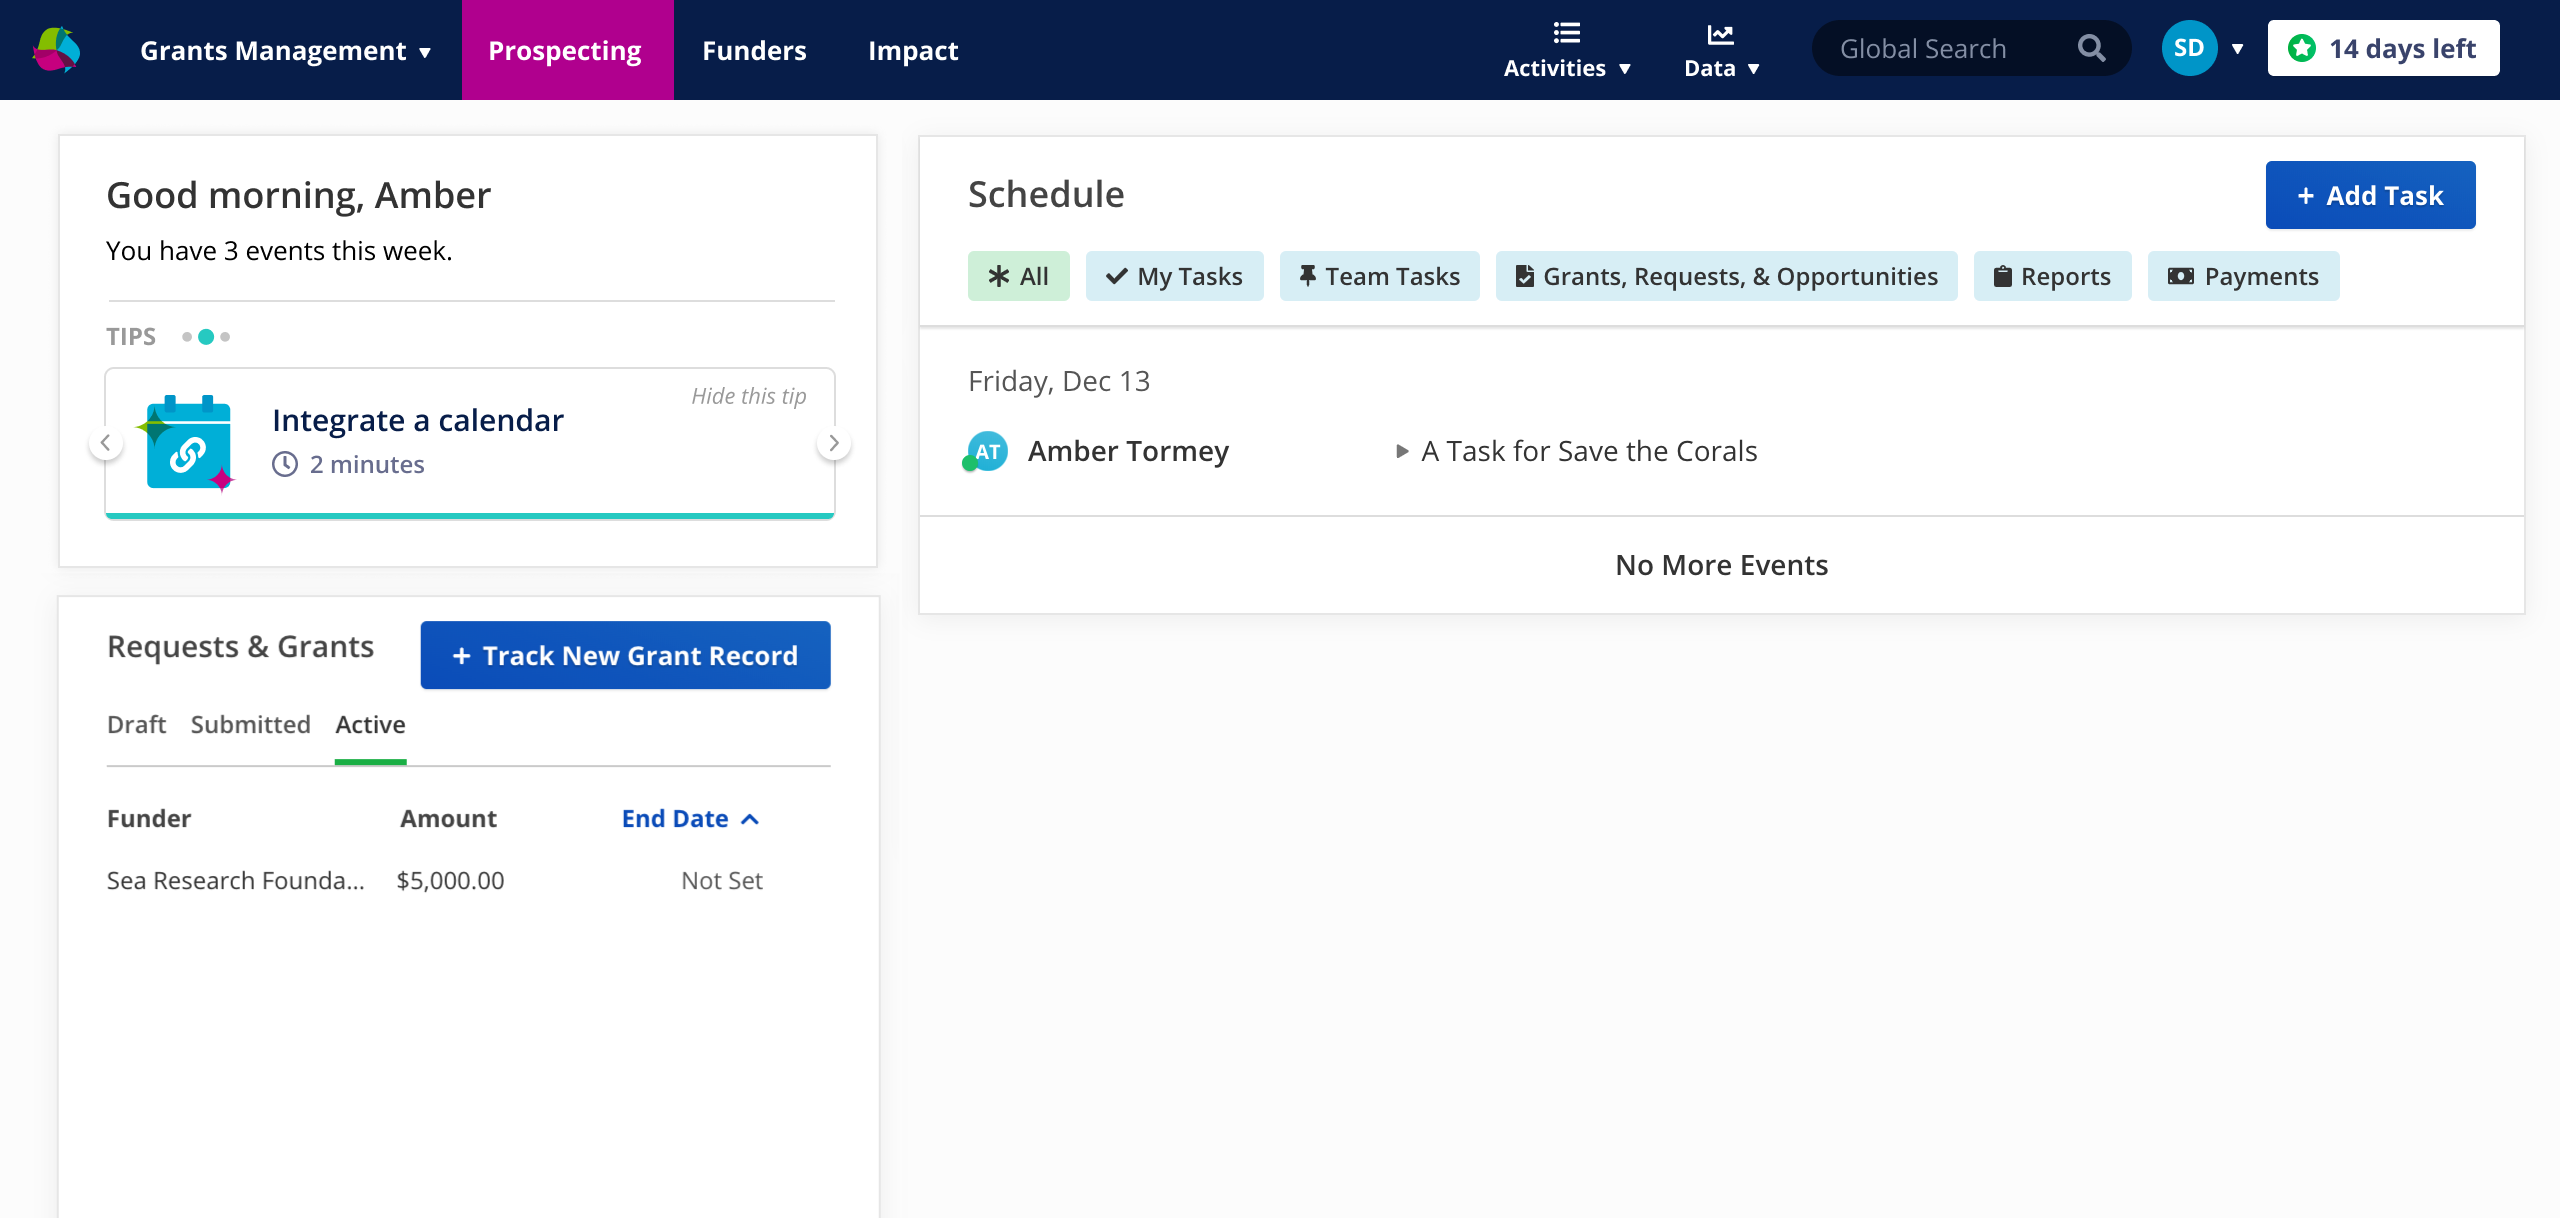 Grants Management
Prospecting
Funders
Impact
Activities
Data
Global Search
SD
14 days left
Good morning, Amber
You have 3 events this week.
TIPS
Hide this tip
Integrate a calendar
2 minutes
Requests & Grants
+ Track New Grant Record
Draft Submitted Active
Funder Amount End Date
Sea Research Founda... $5,000.00 Not Set
Schedule
+ Add Task
All
My Tasks
Team Tasks
Grants, Requests, & Opportunities
Reports
Payments
Friday, Dec 13
AT Amber Tormey
A Task for Save the Corals
No More Events